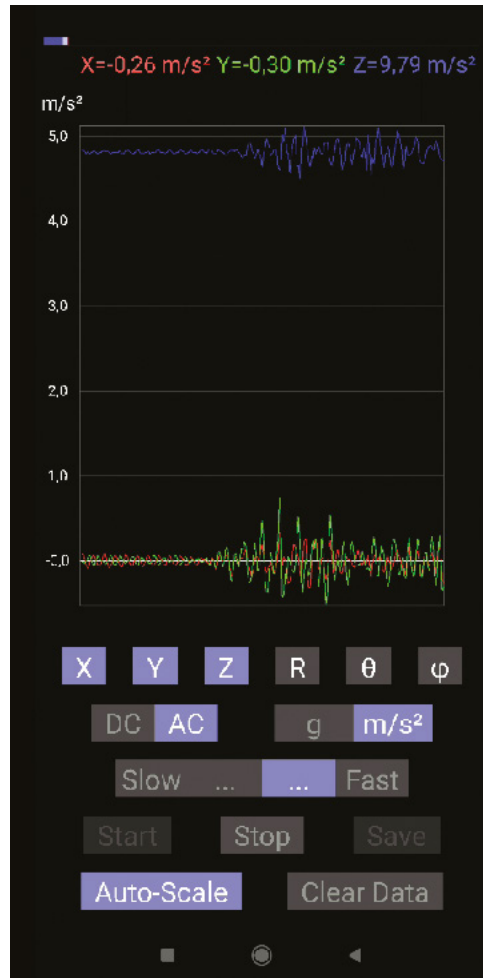 X=-0,26 m/s² Y=-0,30 m/s² Z=9,79 m/s²
m/s²
5,0
4,0
3,0
2,0
1,0
-0,0
X Y Z R θ φ
DC AC g m/s²
Slow ... ... Fast
Start Stop Save
Auto-Scale Clear Data